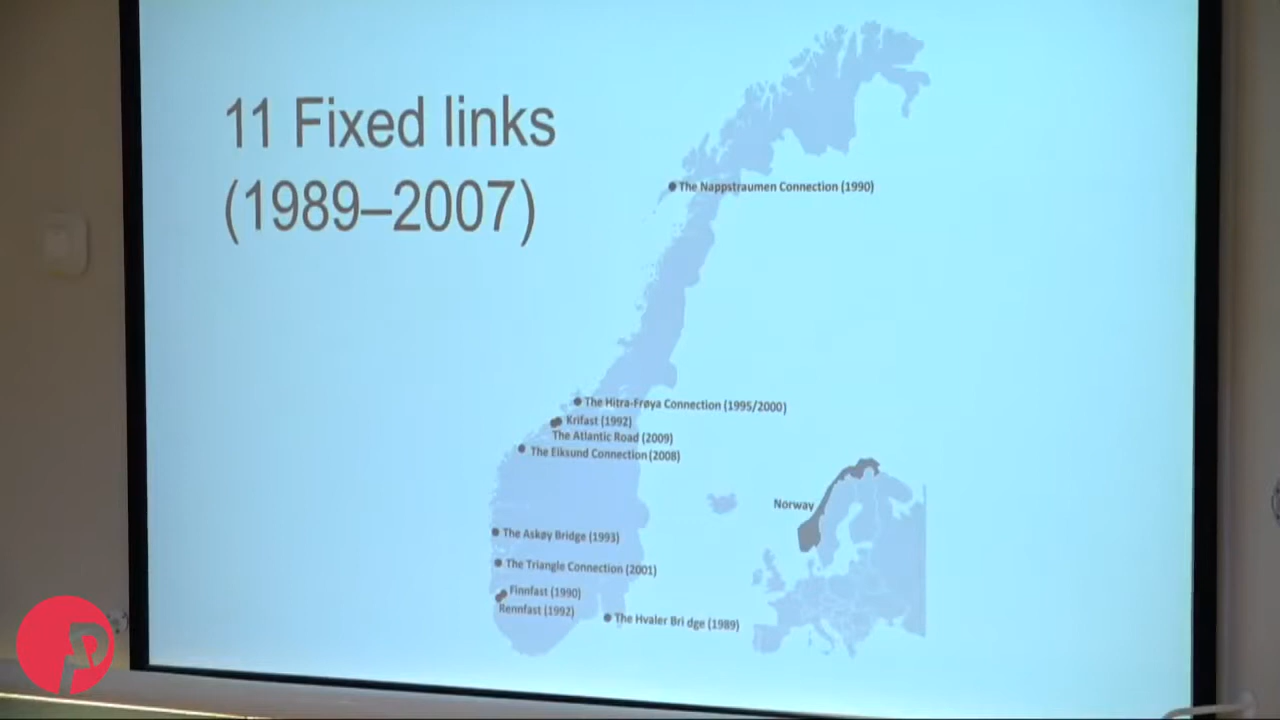 11 Fixed links
(1989–2007)
The Nappstraumen Connection (1990)
The Hitra-Frøya Connection (1995/2000)
Krifast (1992)
The Atlantic Road (2009)
The Eiksund Connection (2008)
Norway
The Askøy Bridge (1993)
The Triangle Connection (2001)
Finnfast (1990)
Rennfast (1992)
The Hvaler Bri dge (1989)